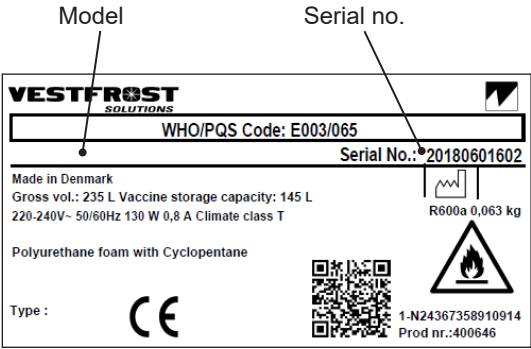 Model
Serial no.
VESTFROST
SOLUTIONS
WHO/PQS Code: E003/065
Serial No.: 20180601602
Made in Denmark
Gross vol.: 235 L Vaccine storage capacity: 145 L
220-240V~ 50/60Hz 130 W 0,8 A Climate class T
R600a 0,063 kg
Polyurethane foam with Cyclopentane
Type :
CE
1-N24367358910914
Prod nr.:400646